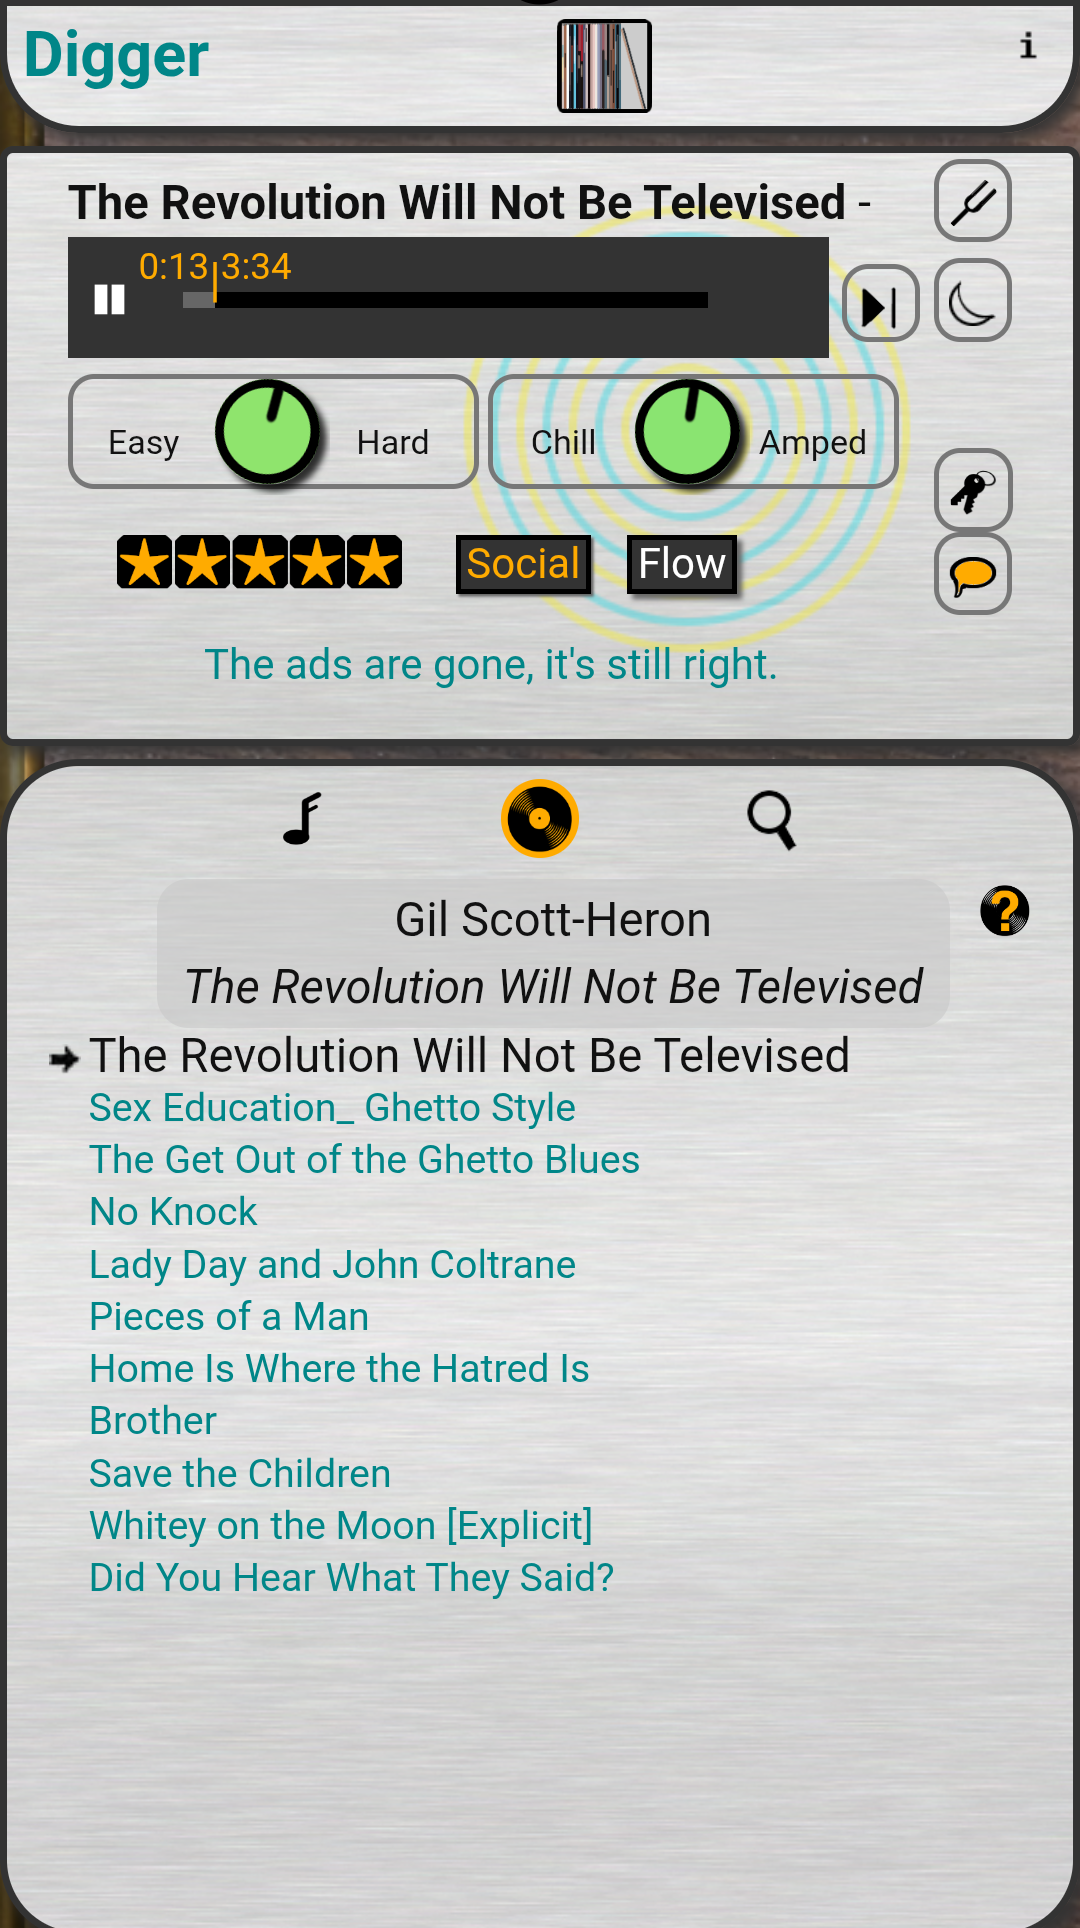 Digger
i
The Revolution Will Not Be Televised -
0:13 3:34
Easy Hard Chill Amped
Social Flow
The ads are gone, it's still right.
Gil Scott-Heron
?
The Revolution Will Not Be Televised
The Revolution Will Not Be Televised
Sex Education_ Ghetto Style
The Get Out of the Ghetto Blues
No Knock
Lady Day and John Coltrane
Pieces of a Man
Home Is Where the Hatred Is
Brother
Save the Children
Whitey on the Moon [Explicit]
Did You Hear What They Said?